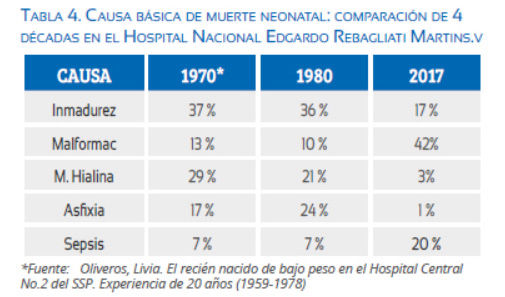 Tabla 4. Causa básica de muerte neonatal: comparación de 4
décadas en el Hospital Nacional Edgardo Rebagliati Martins.v
CAUSA 1970* 1980 2017
Inmadurez 37 % 36 % 17 %
Malformac 13 % 10 % 42%
M. Hialina 29 % 21 % 3%
Asfixia 17 % 24 % 1 %
Sepsis 7 % 7 % 20 %
*Fuente: Oliveros, Livia. El recién nacido de bajo peso en el Hospital Central
No.2 del SSP. Experiencia de 20 años (1959-1978)